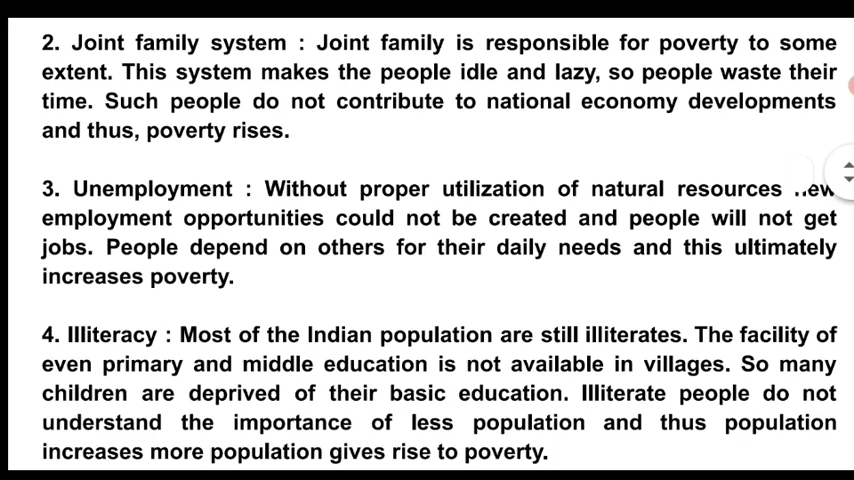 2. Joint family system : Joint family is responsible for poverty to some
extent. This system makes the people idle and lazy, so people waste their
time. Such people do not contribute to national economy developments
and thus, poverty rises.
3. Unemployment : Without proper utilization of natural resources new
employment opportunities could not be created and people will not get
jobs. People depend on others for their daily needs and this ultimately
increases poverty.
4. Illiteracy : Most of the Indian population are still illiterates. The facility of
even primary and middle education is not available in villages. So many
children are deprived of their basic education. Illiterate people do not
understand the importance of less population and thus population
increases more population gives rise to poverty.